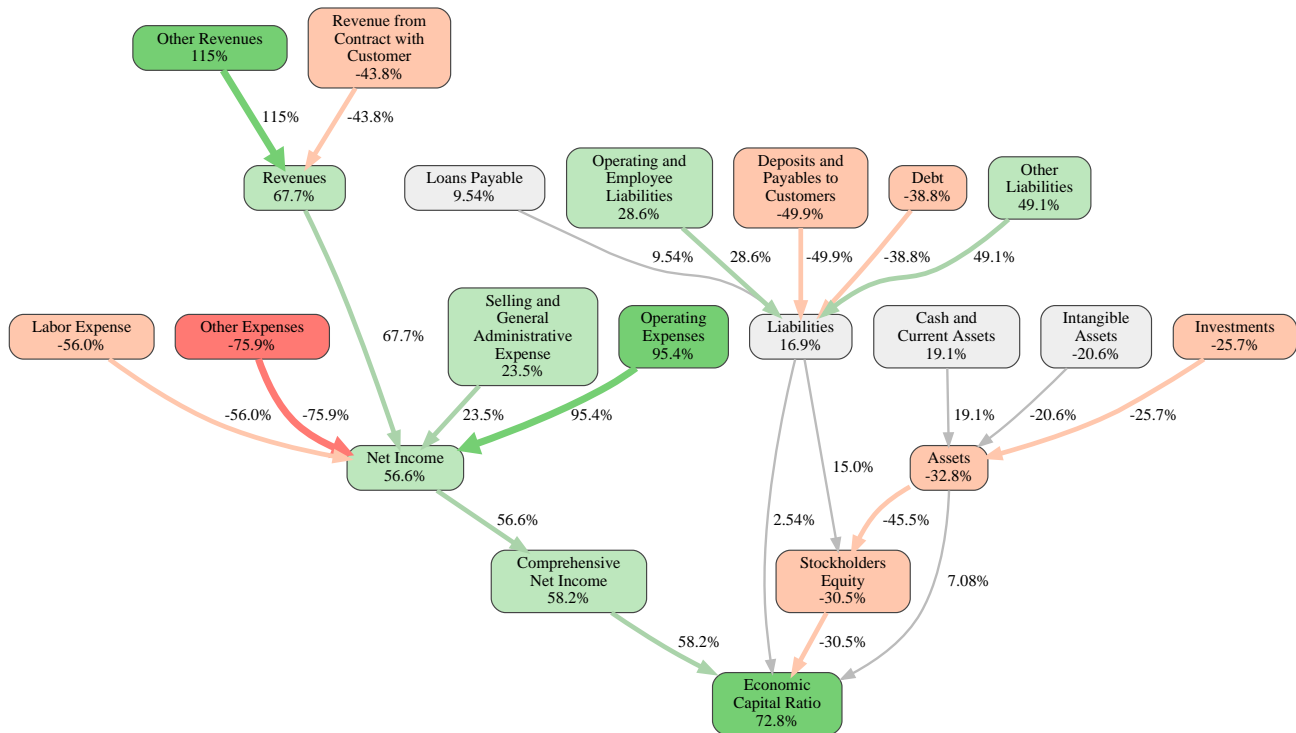 Other Revenues
115%
Revenue from
Contract with
Customer
-43.8%
115%
-43.8%
Revenues
67.7%
Loans Payable
9.54%
Operating and
Employee
Liabilities
28.6%
Deposits and
Payables to
Customers
-49.9%
Debt
-38.8%
Other
Liabilities
49.1%
9.54%
28.6%
-49.9%
-38.8%
49.1%
Labor Expense
-56.0%
Other Expenses
-75.9%
67.7%
Selling and
General
Administrative
Expense
23.5%
Operating
Expenses
95.4%
Liabilities
16.9%
Cash and
Current Assets
19.1%
Intangible
Assets
-20.6%
Investments
-25.7%
-56.0%
-75.9%
23.5%
95.4%
19.1%
-20.6%
-25.7%
Net Income
56.6%
15.0%
Assets
-32.8%
56.6%
2.54%
-45.5%
Comprehensive
Net Income
58.2%
Stockholders
Equity
-30.5%
7.08%
58.2%
-30.5%
Economic
Capital Ratio
72.8%